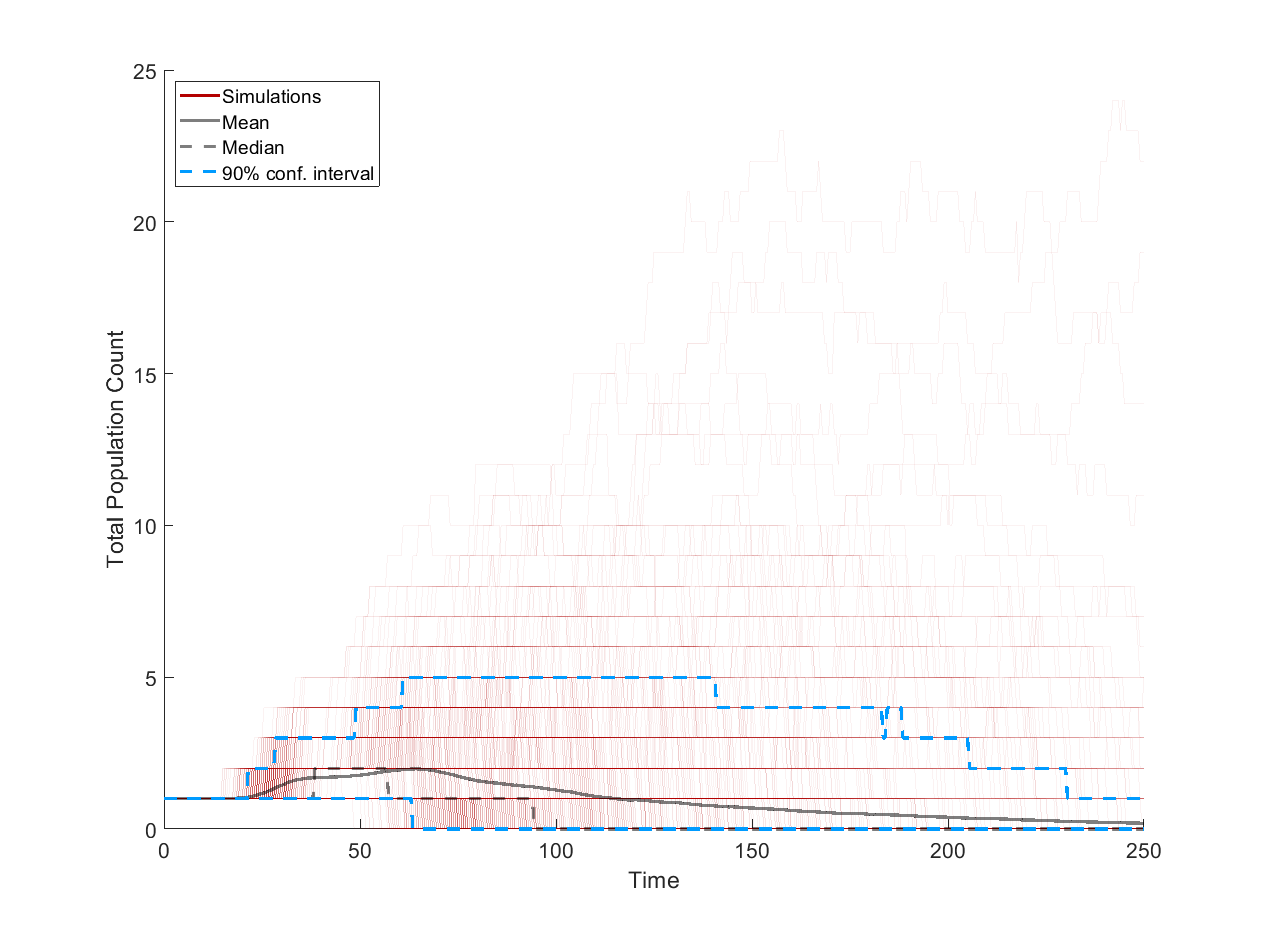 25
20
15
10
5
0
Total Population Count
Simulations
Mean
Median
90% conf. interval
0 50 100 150 200 250
Time